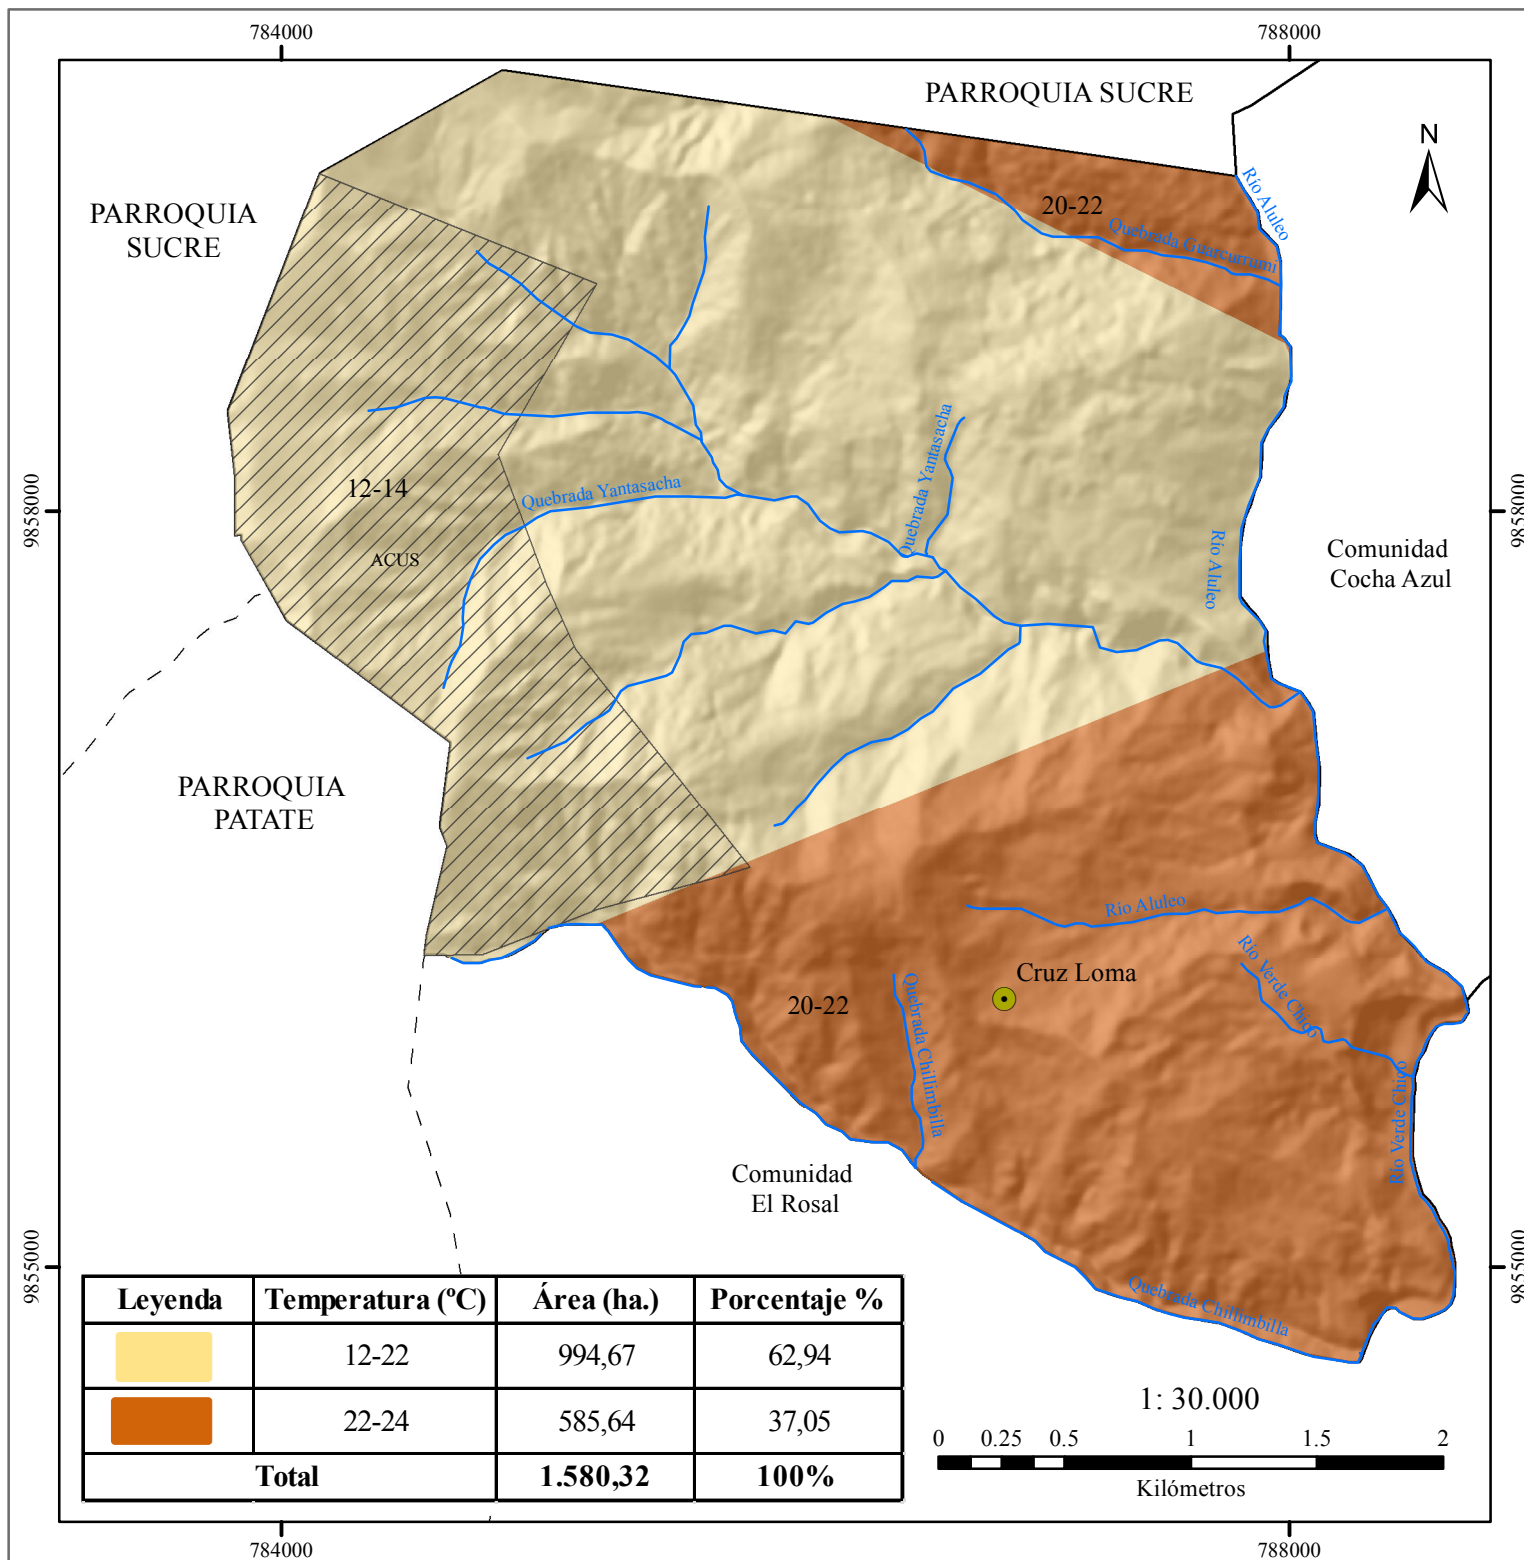 784000
788000
PARROQUIA SUCRE
N
PARROQUIA
SUCRE
Río Aluleo
20-22
Quebrada Guarcurrumi
Quebrada Yantasacha
12-14
Quebrada Yantasacha
9858000
9858000
ACUS
Río Aluleo
Comunidad
Cocha Azul
PARROQUIA
PATATE
Río Aluleo
Río Verde Chico
Cruz Loma
20-22
Quebrada Chillimbilla
Río Verde Chico
Comunidad
El Rosal
9855000
9855000
Quebrada Chillimbilla
Leyenda Temperatura (ºC) Área (ha.) Porcentaje %
12-22 994,67 62,94
22-24 585,64 37,05
Total 1.580,32 100%
1: 30.000
0 0.25 0.5 1 1.5 2
Kilómetros
784000
788000